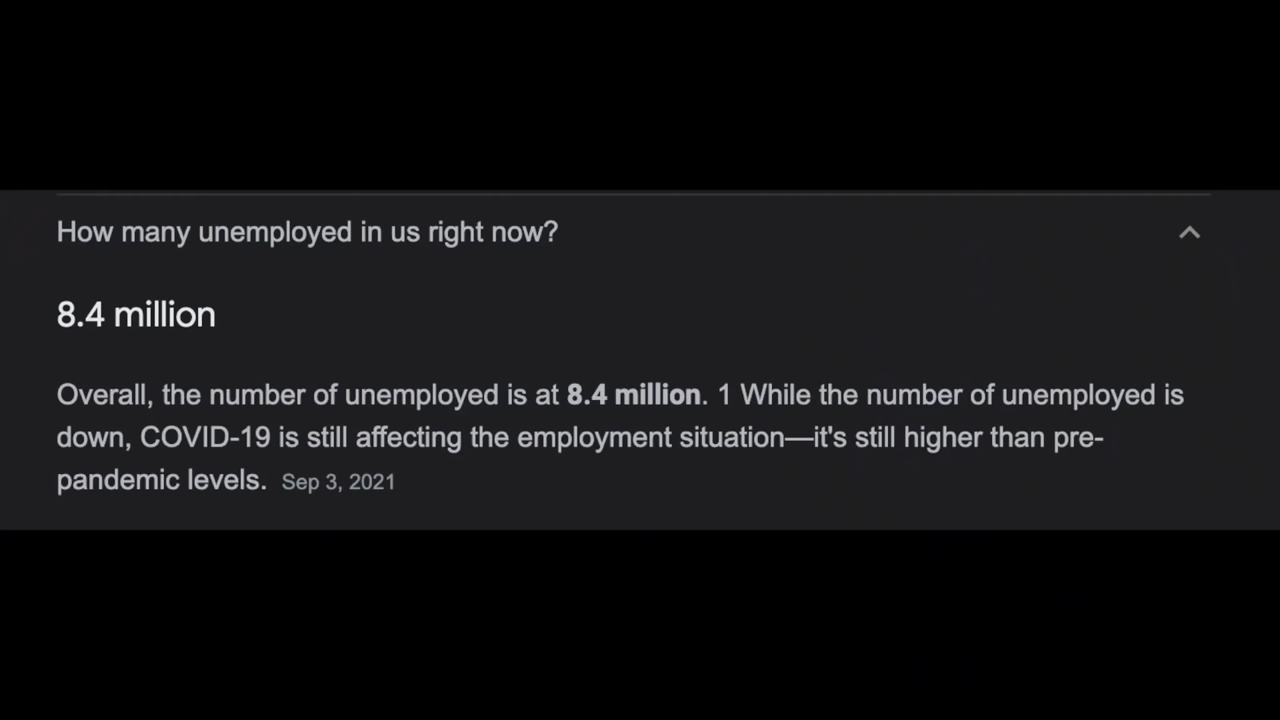 How many unemployed in us right now?
8.4 million
Overall, the number of unemployed is at 8.4 million. 1 While the number of unemployed is
down, COVID-19 is still affecting the employment situation—it's still higher than pre-
pandemic levels. Sep 3, 2021